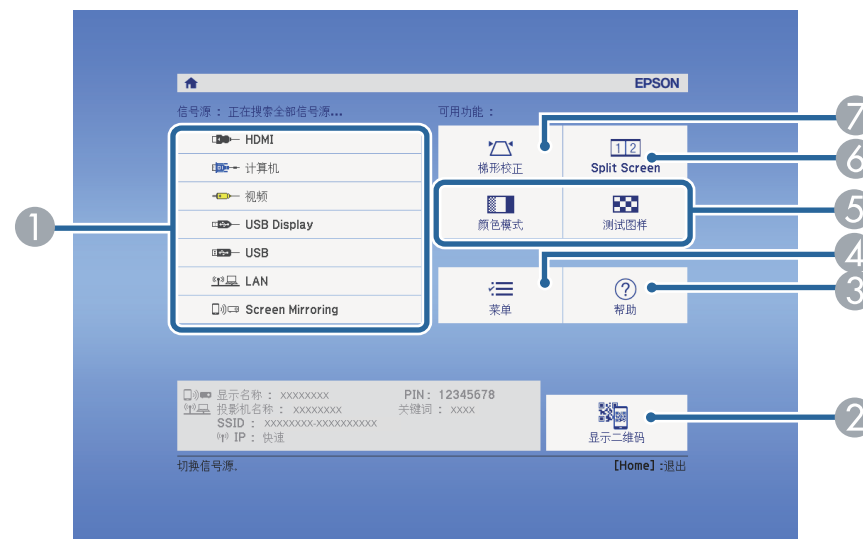 EPSON
信号源 : 正在搜索全部信号源...
可用功能 :
HDMI
计算机
视频
USB Display
USB
LAN
Screen Mirroring
梯形校正
Split Screen
1 2
颜色模式
测试图样
菜单
?
帮助
显示名称 : xxxxxxxx
PIN : 12345678
投影机名称 : xxxxxxxx
关键词 : xxxx
SSID : xxxxxxxx-xxxxxxxxxx
IP : 快速
显示二维码
切换信号源.
[Home] :退出
1
7
6
5
4
3
2